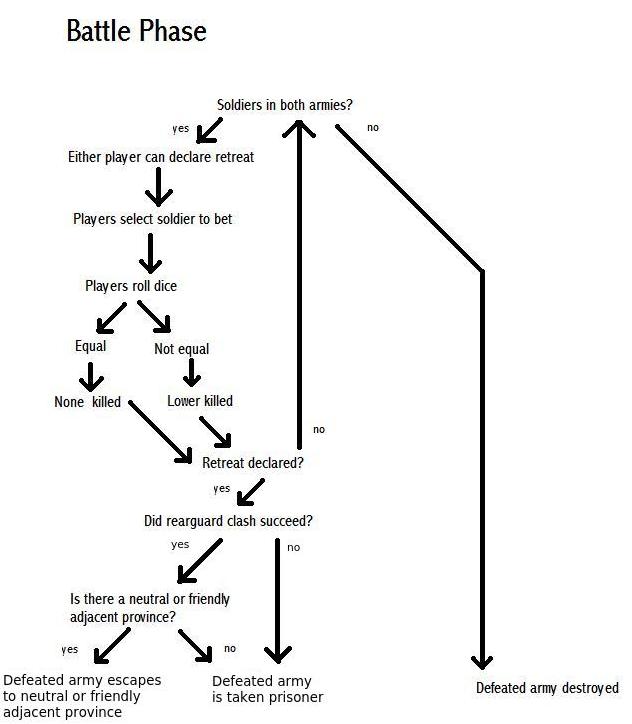 Battle Phase
Soldiers in both armies?
yes
no
Either player can declare retreat
Players select soldier to bet
Players roll dice
Equal
Not equal
None killed
Lower killed
no
Retreat declared?
yes
Did rearguard clash succeed?
yes
no
Is there a neutral or friendly
adjacent province?
yes
no
Defeated army escapes
to neutral or friendly
adjacent province
Defeated army
is taken prisoner
Defeated army destroyed